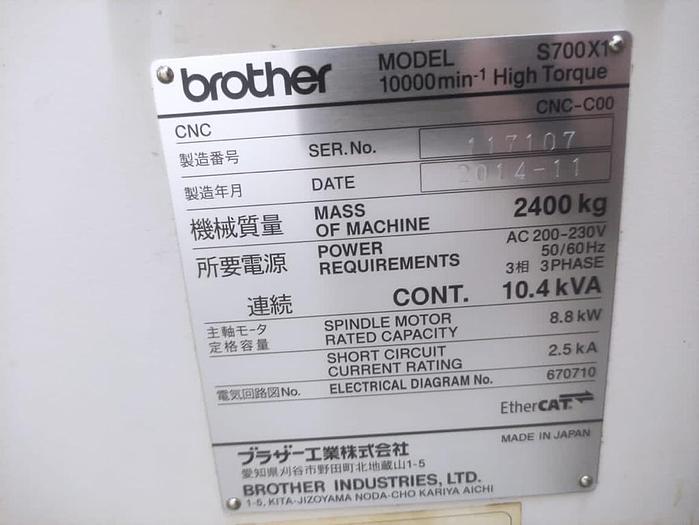 brother MODEL S700X1
10000min-1 High Torque
CNC CNC-C00
製造番号 SER.No. 117107
製造年月 DATE 2014-11
機械質量 MASS OF MACHINE 2400 kg
所要電源 POWER REQUIREMENTS AC 200-230V
50/60Hz
3相 3PHASE
連続 CONT. 10.4 kVA
主軸モータ 定格容量 SPINDLE MOTOR RATED CAPACITY 8.8 kW
SHORT CIRCUIT CURRENT RATING 2.5 kA
電気回路図No. ELECTRICAL DIAGRAM No. 670710
EtherCAT
ブラザー工業株式会社 MADE IN JAPAN
愛知県刈谷市野田町北地蔵山1-5
BROTHER INDUSTRIES, LTD.
1-5, KITA-JIZOYAMA NODA-CHO KARIYA AICHI